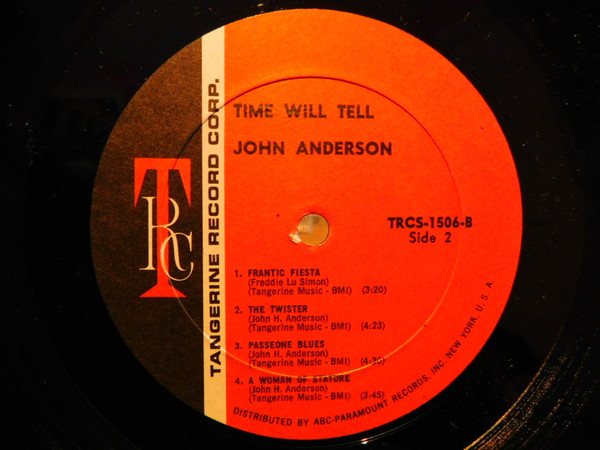 TIME WILL TELL
JOHN ANDERSON
TRC
TANGERINE RECORD CORP.
TRCS-1506-B
Side 2
1. FRANTIC FIESTA
(Freddie Lu Simon)
(Tangerine Music - BMI) (3:20)
2. THE TWISTER
(John H. Anderson)
(Tangerine Music - BMI) (4:23)
3. PASSEONE BLUES
(John H. Anderson)
(Tangerine Music - BMI) (4:30)
4. A WOMAN OF STATURE
(John H. Anderson)
(Tangerine Music - BMI) (3:45)
DISTRIBUTED BY ABC-PARAMOUNT RECORDS, INC. NEW YORK, U. S. A.